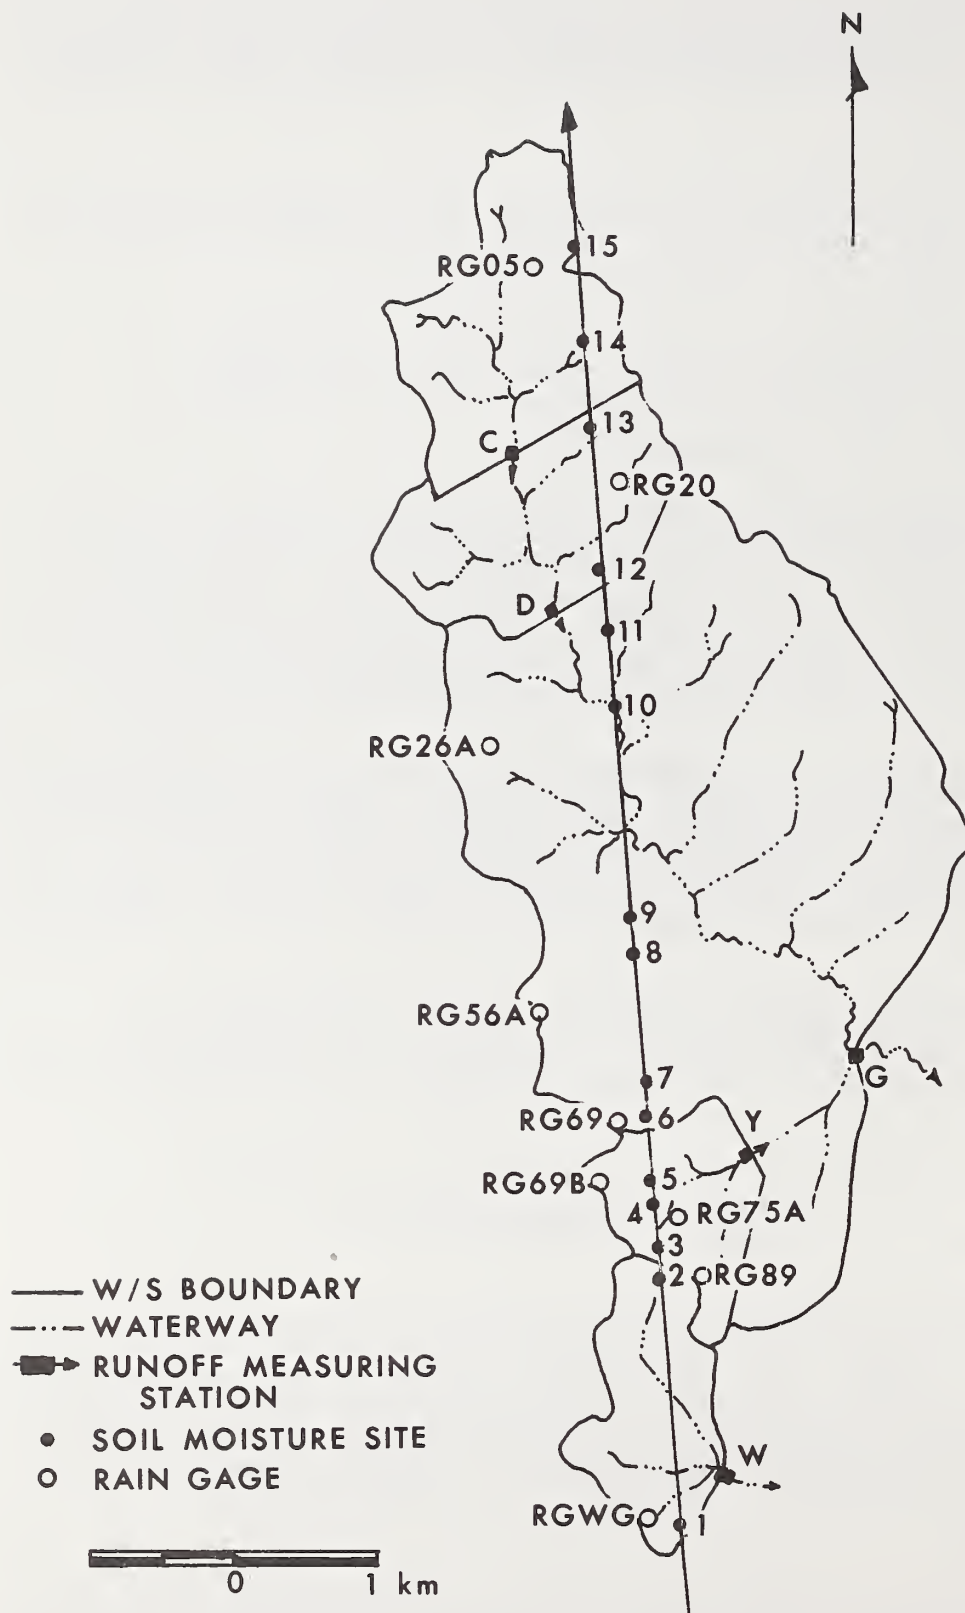 N
15
RG05
14
13
C
RG20
12
D
11
10
RG26A
9
8
RG56A
7
G
RG69
6
Y
RG69B
5
4
RG75A
3
2
RG89
W/S BOUNDARY
WATERWAY
RUNOFF MEASURING
STATION
SOIL MOISTURE SITE
RAIN GAGE
W
RGWG
1
0
1 km